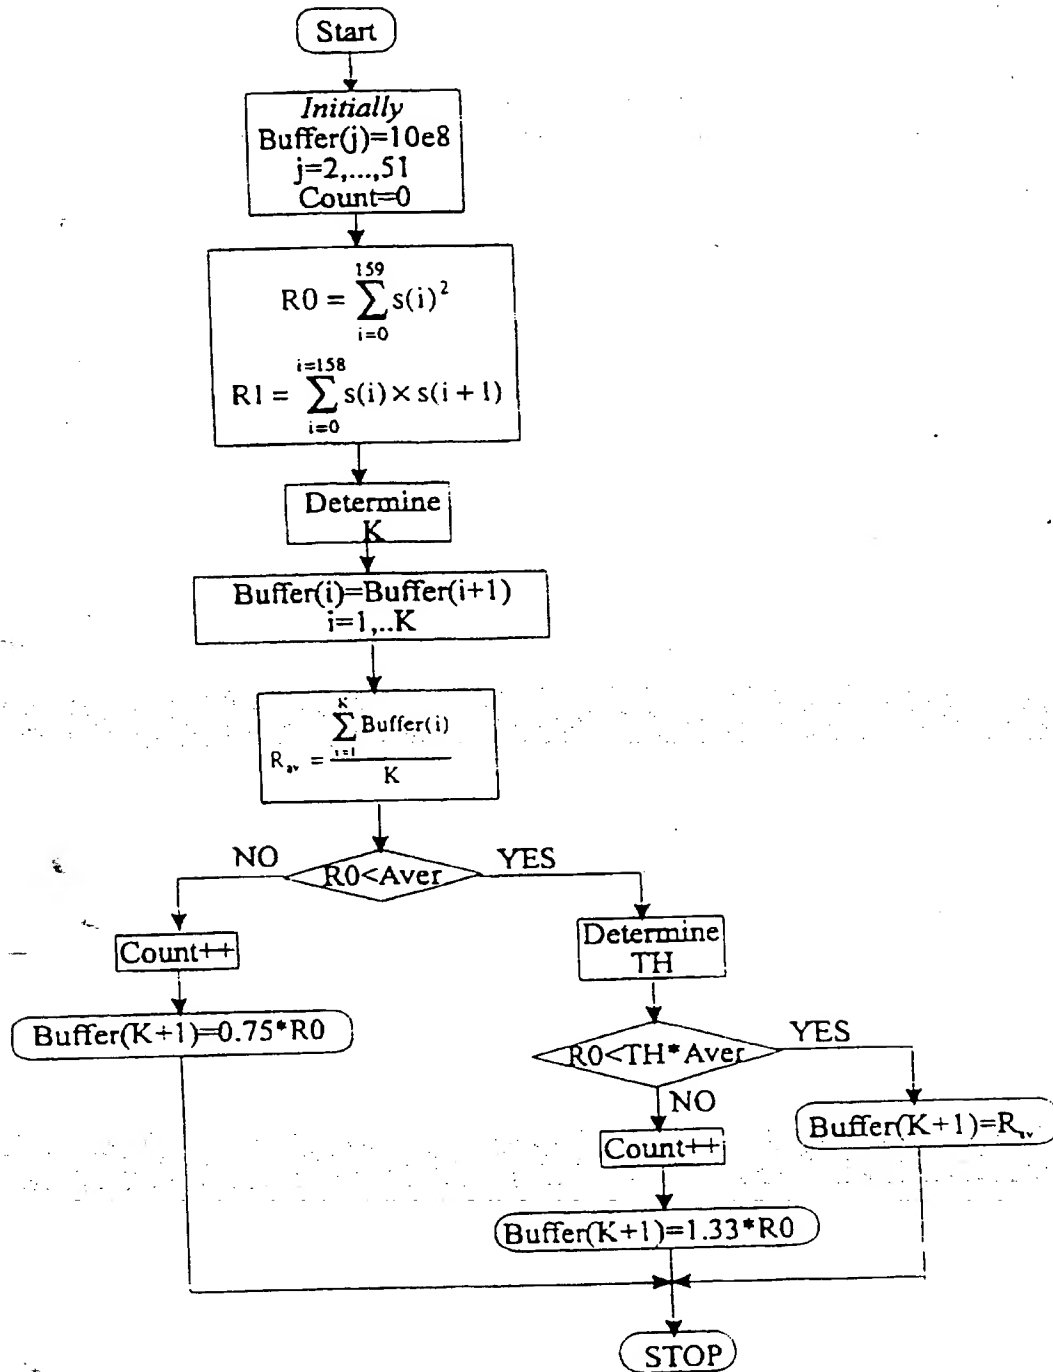 Start
Initially
Buffer(j)=10e8
j=2,...,51
Count=0
159
R0 = ∑ s(i)²
i=0
i=158
R1 = ∑ s(i) × s(i + 1)
i=0
Determine
K
Buffer(i)=Buffer(i+1)
i=1,..K
K
∑ Buffer(i)
i=1
R_av =
K
NO
R0<Aver
YES
Count++
Determine
TH
Buffer(K+1)=0.75*R0
R0<TH*Aver
YES
NO
Buffer(K+1)=R_av
Count++
Buffer(K+1)=1.33*R0
STOP